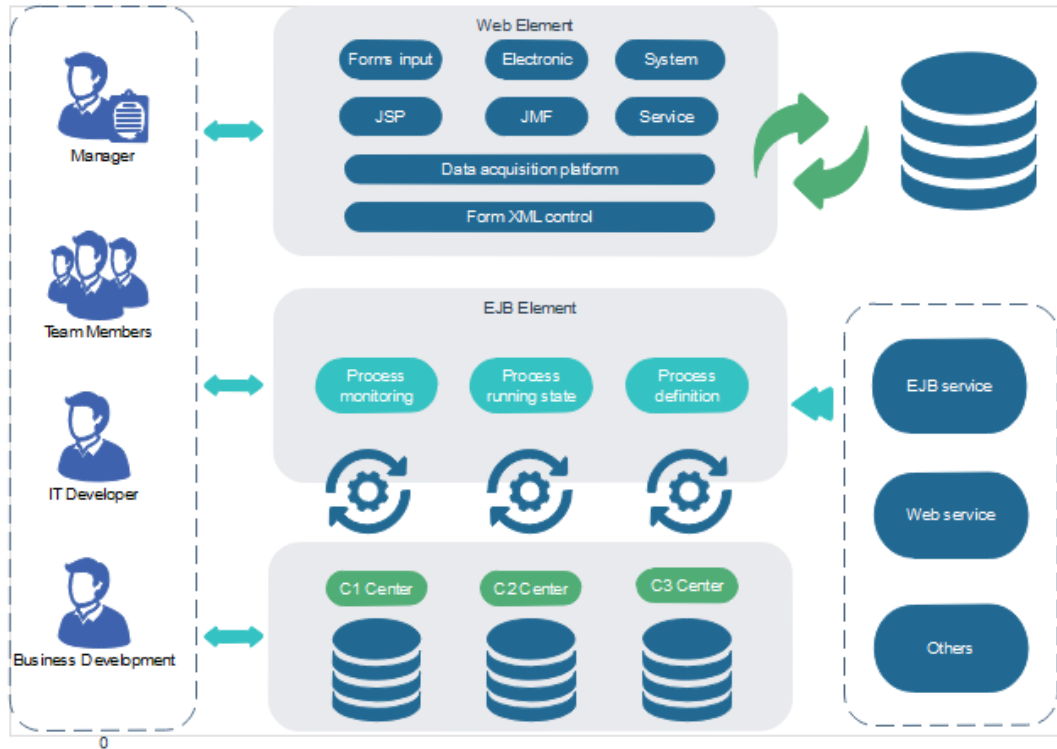 Manager
Team Members
IT Developer
Business Development
0
Web Element
Forms input
Electronic
System
JSP
JMF
Service
Data acquisition platform
Form XML control
EJB Element
Process
monitoring
Process
running state
Process
definition
C1 Center
C2 Center
C3 Center
EJB service
Web service
Others